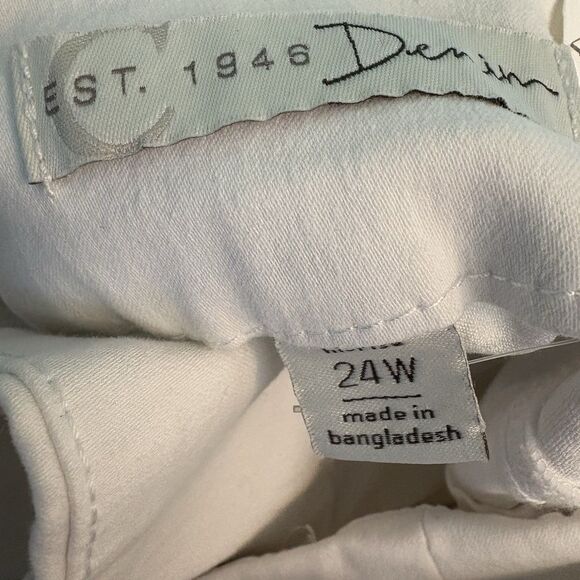 C
EST. 1946 Denim
24W
made in
bangladesh